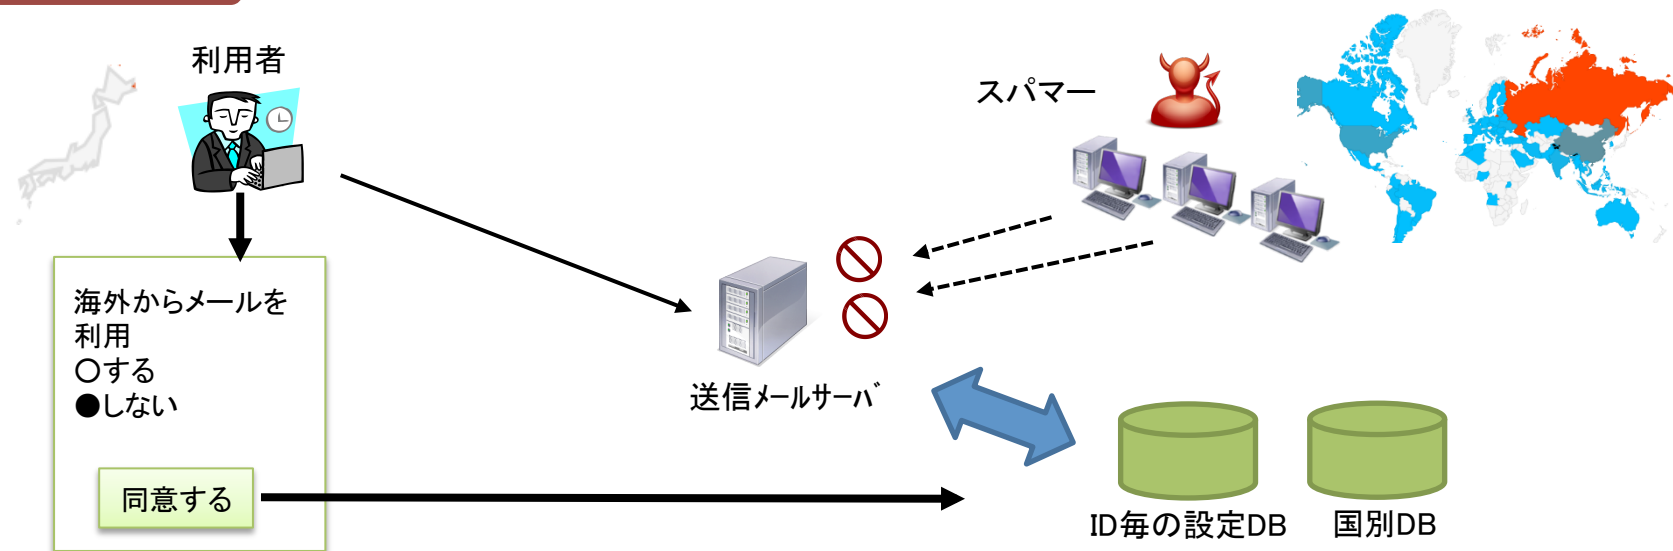 利用者
スパマー
海外からメールを
利用
○する
●しない
同意する
送信ﾒｰﾙｻｰﾊﾞ
ID毎の設定DB
国別DB